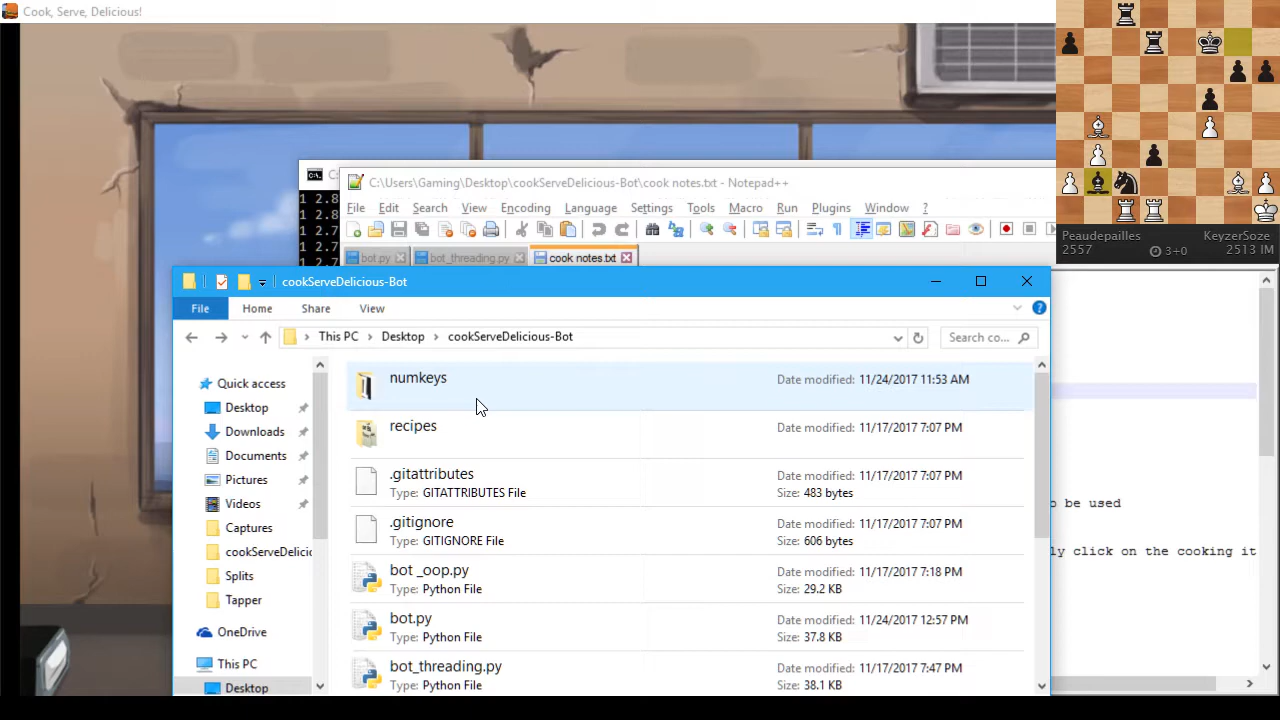 Cook, Serve, Delicious!
C:\Users\Gaming\Desktop\cookServeDelicious-Bot\cook notes.txt - Notepad++
1 2.8
File Edit Search View Encoding Language Settings Tools Macro Run Plugins Window ?
1 2.8
1 2.7
1 2.7
bot.py bot_threading.py cook notes.txt
Peaudepailles KeyzerSoze
2557 3+0 2513 IM
cookServeDelicious-Bot
File Home Share View
This PC Desktop cookServeDelicious-Bot Search co...
Quick access
Desktop
Downloads
Documents
Pictures
Videos
Captures
cookServeDelicio
Splits
Tapper
OneDrive
This PC
Desktop
numkeys Date modified: 11/24/2017 11:53 AM
recipes Date modified: 11/17/2017 7:07 PM
.gitattributes Date modified: 11/17/2017 7:07 PM
Type: GITATTRIBUTES File Size: 483 bytes
.gitignore Date modified: 11/17/2017 7:07 PM
Type: GITIGNORE File Size: 606 bytes
bot _oop.py Date modified: 11/17/2017 7:18 PM
Type: Python File Size: 29.2 KB
bot.py Date modified: 11/24/2017 12:57 PM
Type: Python File Size: 37.8 KB
bot_threading.py Date modified: 11/17/2017 7:47 PM
Type: Python File Size: 38.1 KB
o be used
ly click on the cooking it